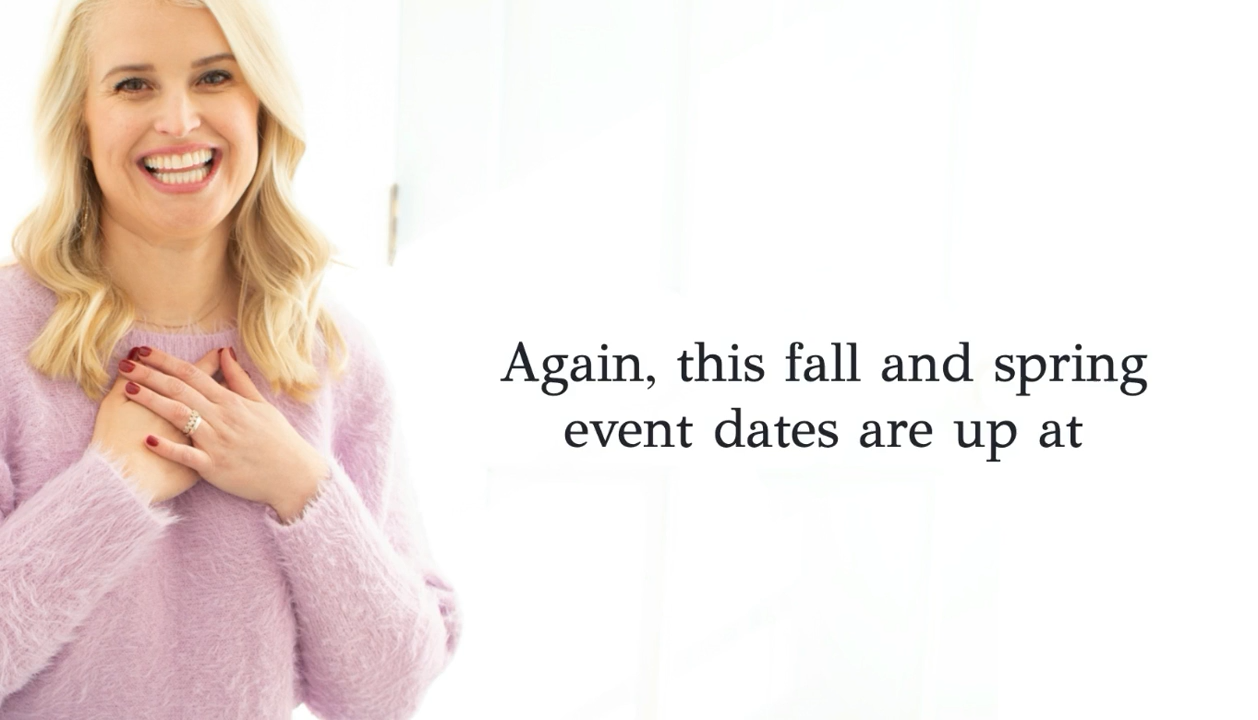 Again, this fall and spring
event dates are up at